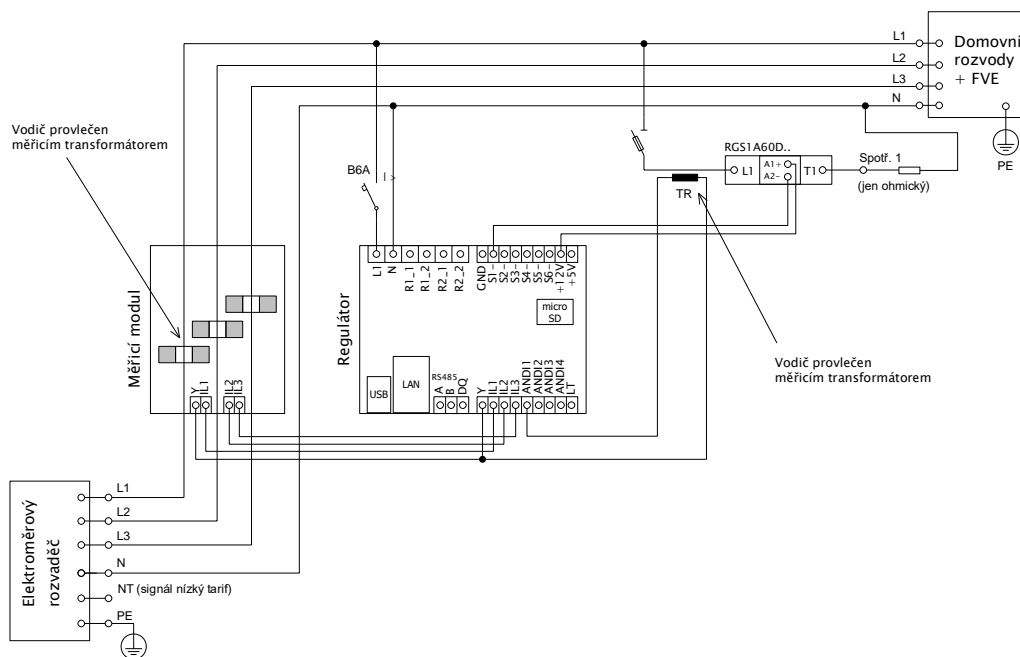 L1
L2
L3
N
Domovní
rozvody
+ FVE
PE
Vodič provlečen
měřicím transformátorem
B6A
I >
RGS1A60D..
L1
A1+
A2-
T1
Spotř. 1
(jen ohmický)
TR
Měřicí modul
Y
IL1
IL2
IL3
Regulátor
L1
N
R1_1
R1_2
R2_1
R2_2
GND
S1-
S2-
S3-
S4-
S5-
S6-
+12V
+5V
micro
SD
USB
LAN
RS485
A
B
DQ
Y
IL1
IL2
IL3
ANDI1
ANDI2
ANDI3
ANDI4
LT
Vodič provlečen
měřicím transformátorem
Elektroměrový
rozvaděč
L1
L2
L3
N
NT (signál nízký tarif)
PE